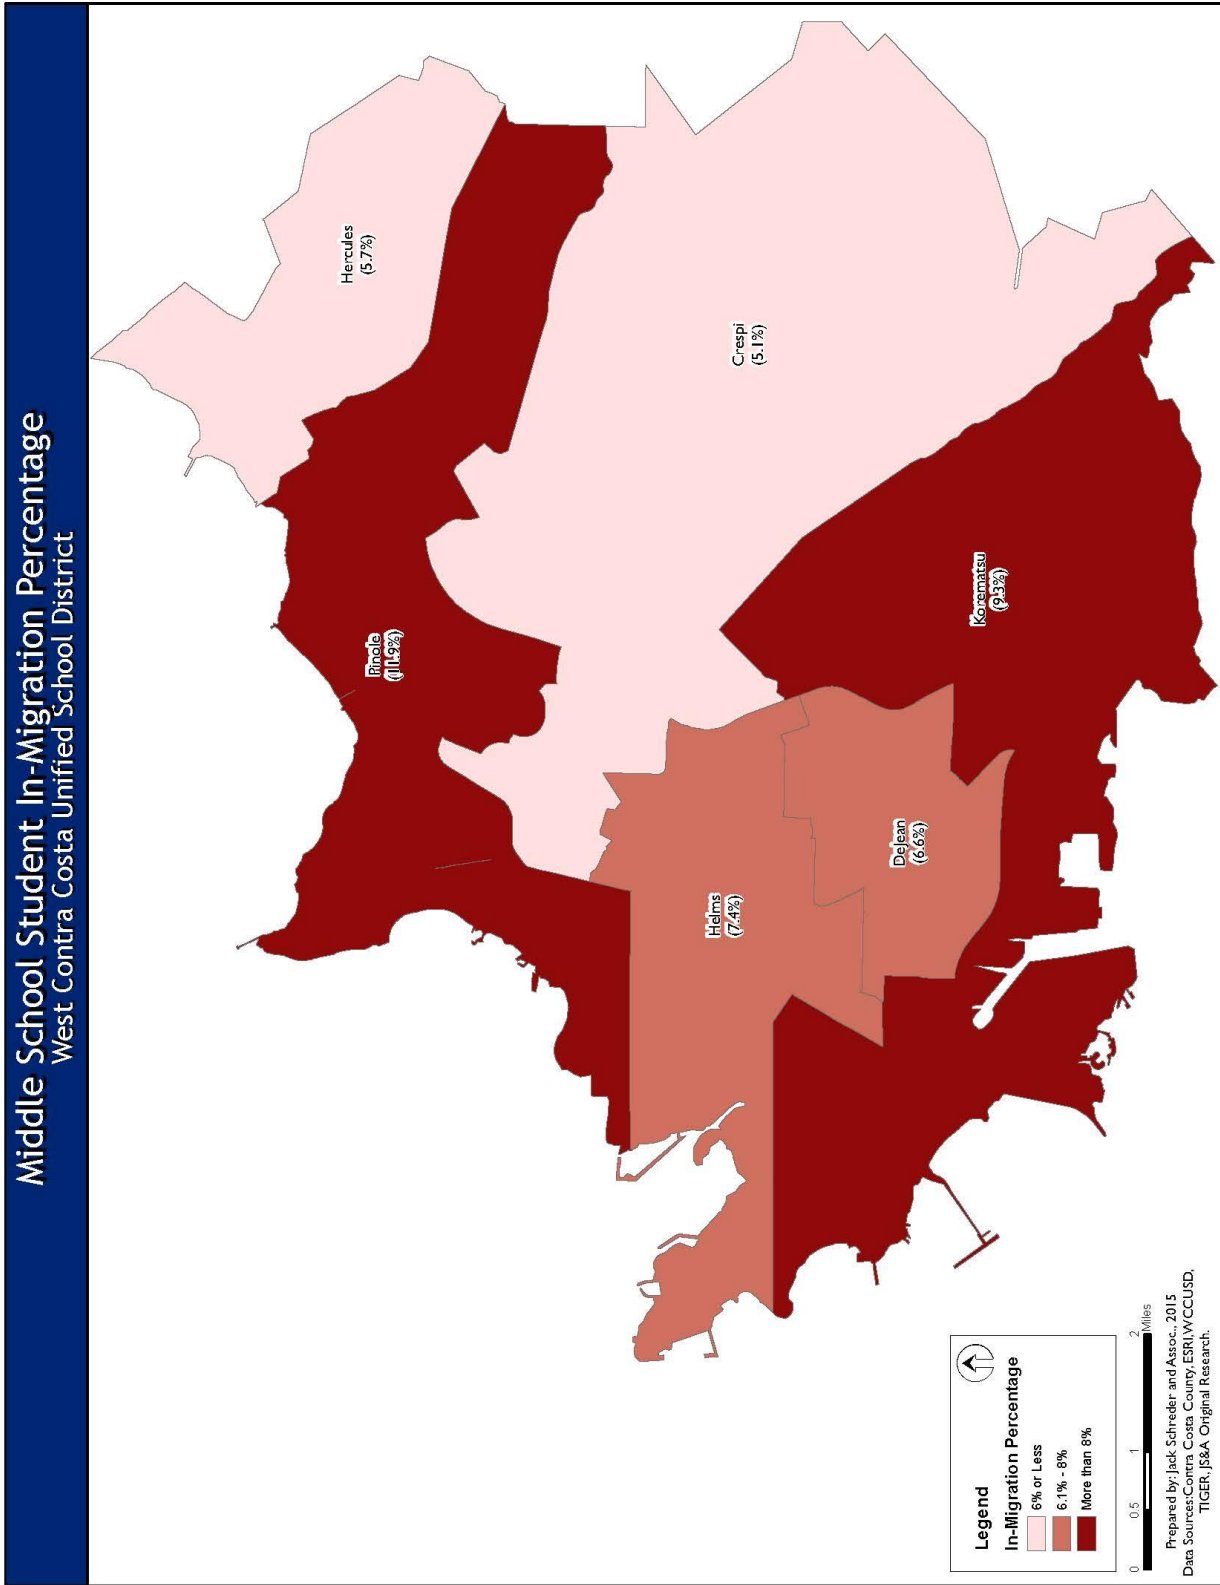 Middle School Student In-Migration Percentage
West Contra Costa Unified School District
Hercules
(5.7%)
Pinole
(11.9%)
Crespi
(5.1%)
Helms
(7.4%)
DeJean
(6.6%)
Korematsu
(9.3%)
Legend
In-Migration Percentage
6% or Less
6.1% - 8%
More than 8%
0 0.5 1 2
Miles
Prepared by: Jack Schreder and Assoc., 2015
Data Sources:Contra Costa County, ESRI, WCCUSD,
TIGER. JS&A Original Research.